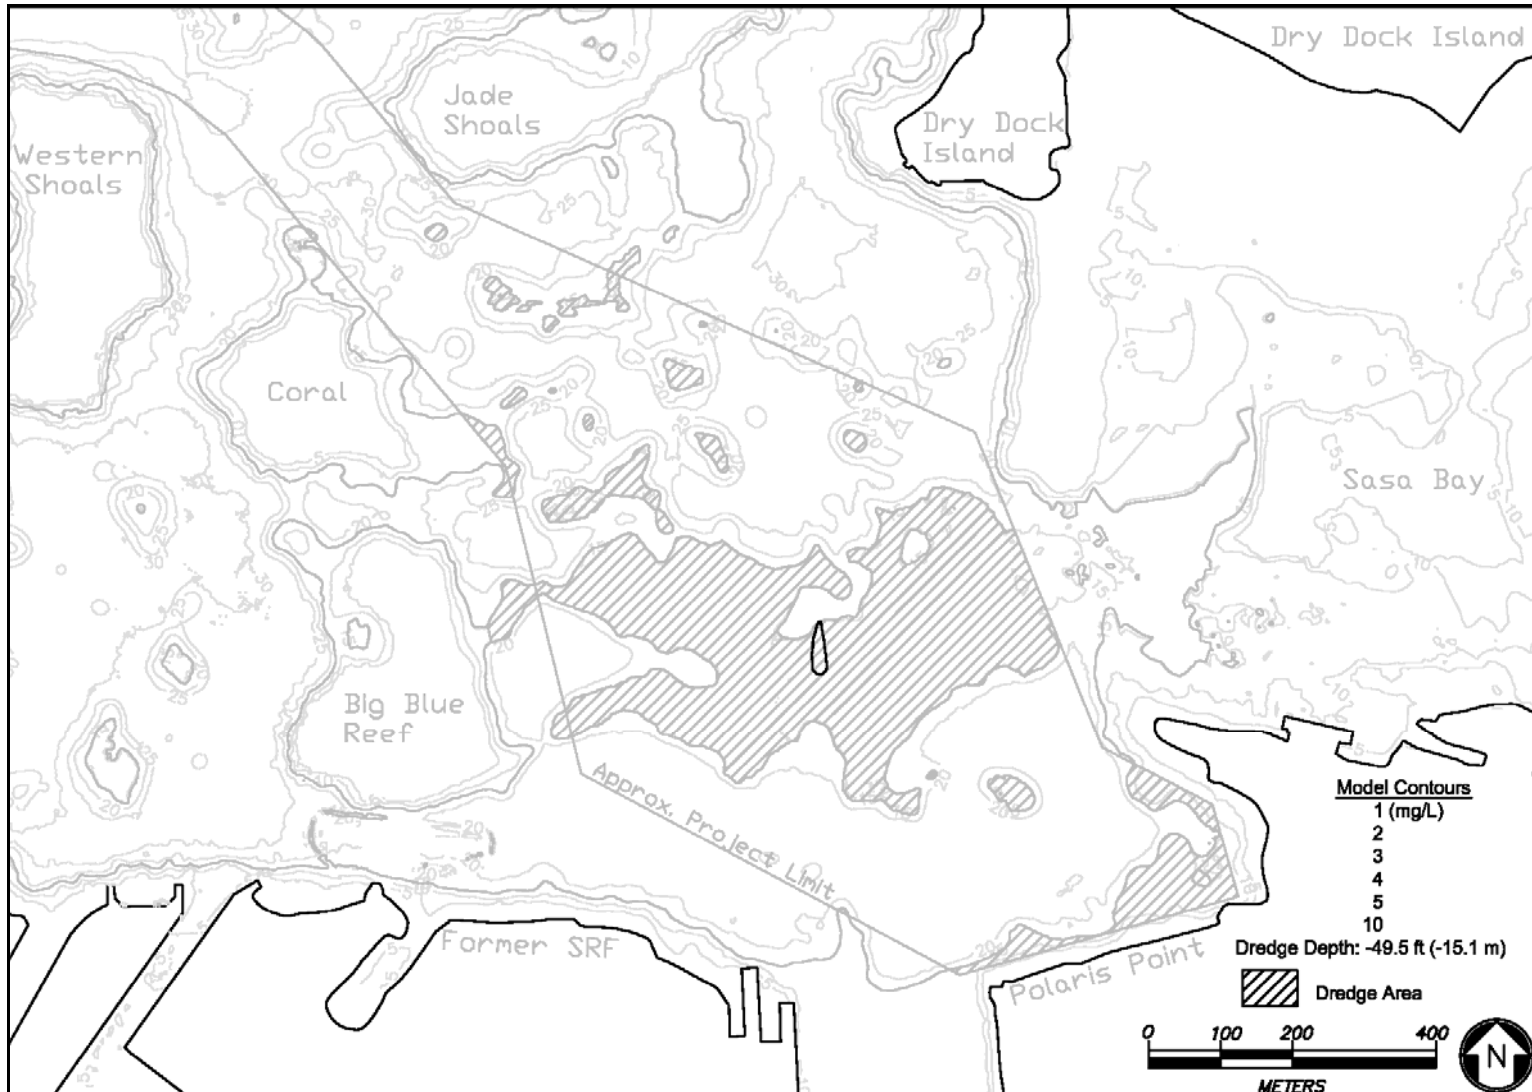 Dry Dock Island
Jade
Shoals
Dry Dock
Island
Western
Shoals
Coral
Sasa Bay
Big Blue
Reef
Approx. Project Limit
Former SRF
Polaris Point
Model Contours
1 (mg/L)
2
3
4
5
10
Dredge Depth: -49.5 ft (-15.1 m)
Dredge Area
0 100 200 400
METERS
N